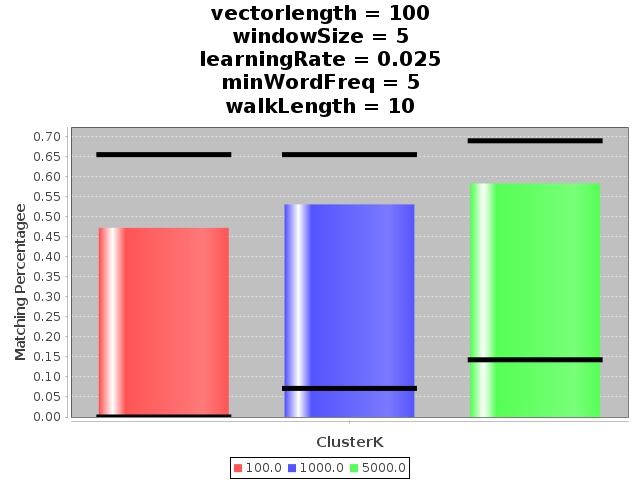 vectorlength = 100
windowSize = 5
learningRate = 0.025
minWordFreq = 5
walkLength = 10
Matching Percentagee
0.70
0.65
0.60
0.55
0.50
0.45
0.40
0.35
0.30
0.25
0.20
0.15
0.10
0.05
0.00
ClusterK
100.0 1000.0 5000.0